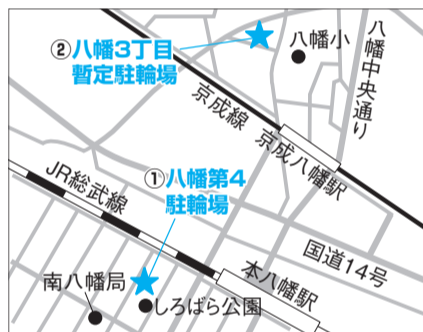 ②八幡3丁目
暫定駐輪場
八幡小
八幡中央通り
京成線
京成八幡駅
①八幡第4
駐輪場
JR総武線
国道14号
本八幡駅
南八幡局
しろばら公園